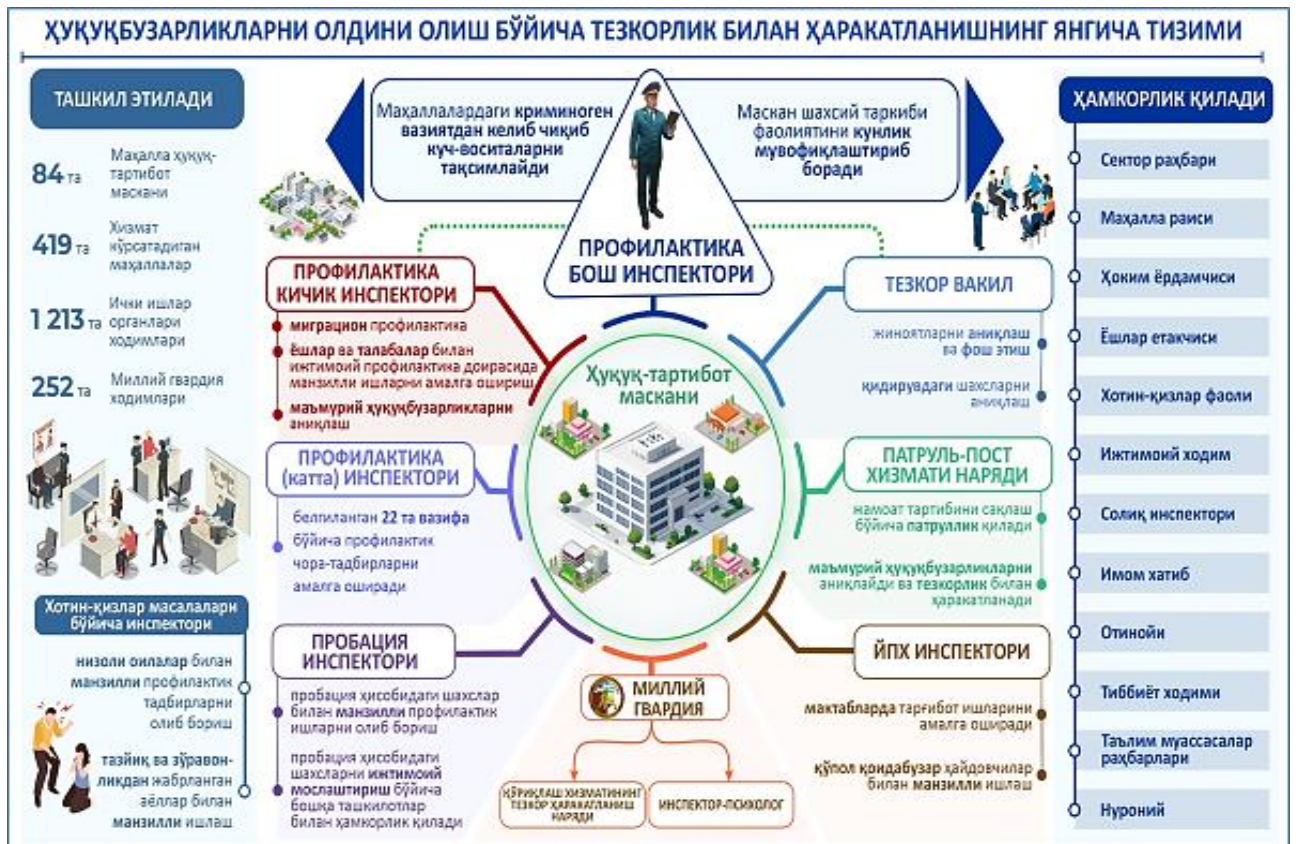 ҲУҚУҚБУЗАРЛИКЛАРНИ ОЛДИНИ ОЛИШ БЎЙИЧА ТЕЗКОРЛИК БИЛАН ҲАРАКАТЛАНИШНИНГ ЯНГИЧА ТИЗИМИ
ТАШКИЛ ЭТИЛАДИ
84 та
Маҳалла ҳуқуқ-
тартибот
маскани
419 та
Хизмат
кўрсатадиган
маҳаллалар
1 213 та
Ички ишлар
органлари
ходимлари
252 та
Миллий гвардия
ходимлари
Хотин-қизлар масалалари
бўйича инспектори
низоли оилалар билан
манзилли профилактик
тадбирларни
олиб бориш
тазйиқ ва зўравон-
ликдан жабрланган
аёллар билан
манзилли ишлаш
Маҳаллалардаги криминоген
вазиятдан келиб чиқиб
куч-воситаларни
тақсимлайди
Маскан шахсий таркиби
фаолиятини кунлик
мувофиқлаштириб
боради
ПРОФИЛАКТИКА
БОШ ИНСПЕКТОРИ
ПРОФИЛАКТИКА
КИЧИК ИНСПЕКТОРИ
миграцион профилактика
ёшлар ва талабалар билан
ижтимоий профилактика доирасида
манзилли ишларни амалга ошириш
маъмурий ҳуқуқбузарликларни
аниқлаш
ПРОФИЛАКТИКА
(катта) ИНСПЕКТОРИ
белгиланган 22 та вазифа
бўйича профилактик
чора-тадбирларни
амалга оширади
ПРОБАЦИЯ
ИНСПЕКТОРИ
пробация ҳисобидаги шахслар
билан манзилли профилактик
ишларни олиб бориш
пробация ҳисобидаги
шахсларни ижтимоий
мослаштириш бўйича
бошқа ташкилотлар
билан ҳамкорлик қилади
Ҳуқуқ-тартибот
маскани
МИЛЛИЙ
ГВАРДИЯ
ҚЎРИҚЛАШ ХИЗМАТИНИНГ
ТЕЗКОР ҲАРАКАТЛАНИШ
НАРЯДИ
ИНСПЕКТОР-ПСИХОЛОГ
ТЕЗКОР ВАКИЛ
жиноятларни аниқлаш
ва фош этиш
қидирувдаги шахсларни
аниқлаш
ПАТРУЛЬ-ПОСТ
ХИЗМАТИ НАРЯДИ
жамоат тартибини сақлаш
бўйича патруллик қилади
маъмурий ҳуқуқбузарликларни
аниқлайди ва тезкорлик билан
ҳаракатланади
ЙПХ ИНСПЕКТОРИ
мактабларда тарғибот ишларини
амалга оширади
қўпол қоидабузар ҳайдовчилар
билан манзилли ишлаш
ҲАМКОРЛИК ҚИЛАДИ
Сектор раҳбари
Маҳалла раиси
Ҳоким ёрдамчиси
Ёшлар етакчиси
Хотин-қизлар фаоли
Ижтимоий ходим
Солиқ инспектори
Имом хатиб
Отинойи
Тиббиёт ходими
Таълим муассасалар
раҳбарлари
Нуроний